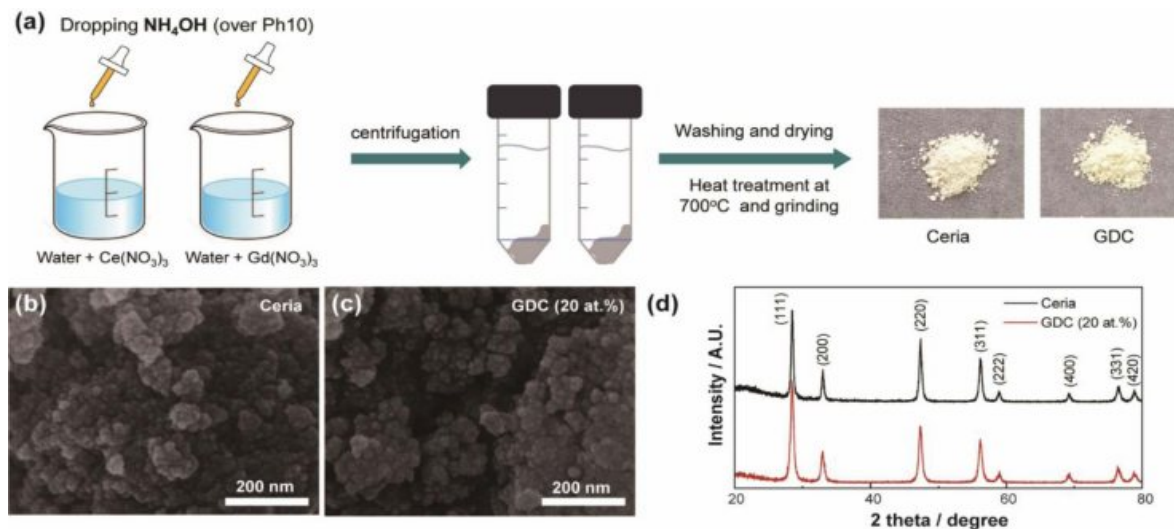 (a) Dropping NH₄OH (over Ph10)
centrifugation
Washing and drying
Heat treatment at
700°C and grinding
Water + Ce(NO₃)₃
Water + Gd(NO₃)₃
Ceria
GDC
(b)
Ceria
200 nm
(c)
GDC (20 at.%)
200 nm
(d)
Intensity / A.U.
(111)
(200)
(220)
(311)
(222)
(400)
(331)
(420)
Ceria
GDC (20 at.%)
20
40
60
80
2 theta / degree